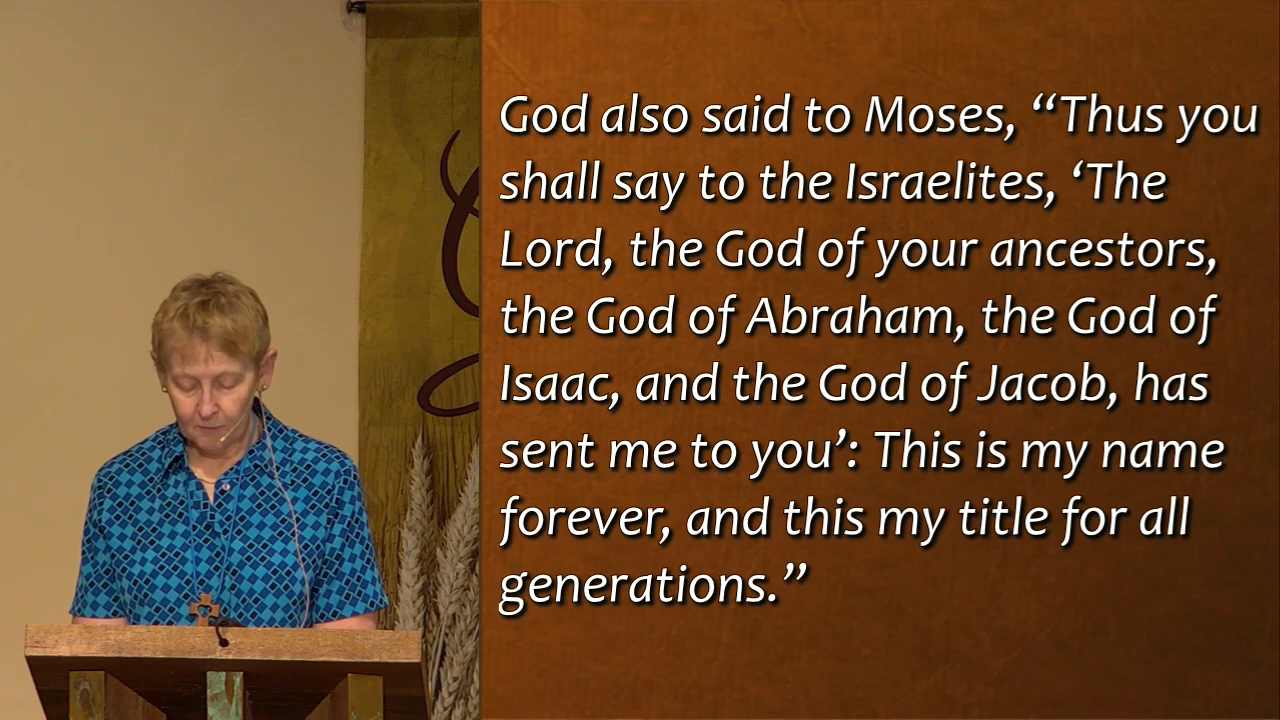 God also said to Moses, “Thus you
shall say to the Israelites, ‘The
Lord, the God of your ancestors,
the God of Abraham, the God of
Isaac, and the God of Jacob, has
sent me to you’: This is my name
forever, and this my title for all
generations.”